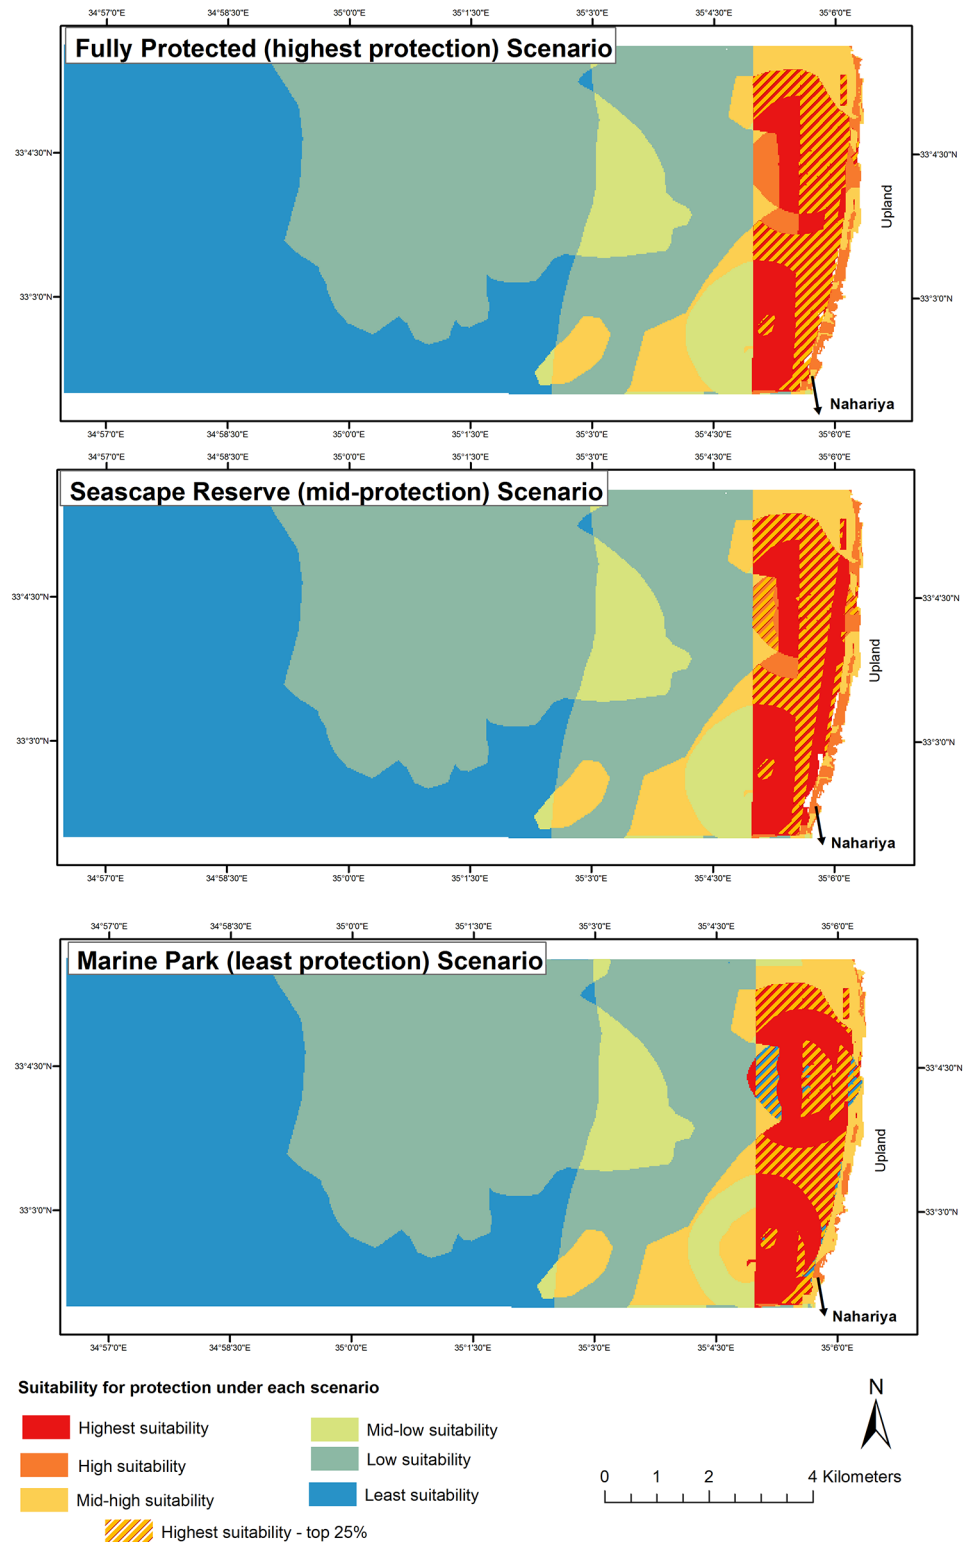 34°57'0"E 34°58'30"E 35°0'0"E 35°1'30"E 35°3'0"E 35°4'30"E 35°6'0"E
Fully Protected (highest protection) Scenario
33°4'30"N 33°4'30"N
Upland
33°3'0"N 33°3'0"N
Nahariya
34°57'0"E 34°58'30"E 35°0'0"E 35°1'30"E 35°3'0"E 35°4'30"E 35°6'0"E
34°57'0"E 34°58'30"E 35°0'0"E 35°1'30"E 35°3'0"E 35°4'30"E 35°6'0"E
Seascape Reserve (mid-protection) Scenario
33°4'30"N 33°4'30"N
Upland
33°3'0"N 33°3'0"N
Nahariya
34°57'0"E 34°58'30"E 35°0'0"E 35°1'30"E 35°3'0"E 35°4'30"E 35°6'0"E
34°57'0"E 34°58'30"E 35°0'0"E 35°1'30"E 35°3'0"E 35°4'30"E 35°6'0"E
Marine Park (least protection) Scenario
33°4'30"N 33°4'30"N
Upland
33°3'0"N 33°3'0"N
Nahariya
34°57'0"E 34°58'30"E 35°0'0"E 35°1'30"E 35°3'0"E 35°4'30"E 35°6'0"E
Suitability for protection under each scenario
Highest suitability
High suitability
Mid-high suitability
Mid-low suitability
Low suitability
Least suitability
Highest suitability - top 25%
N
0 1 2 4 Kilometers